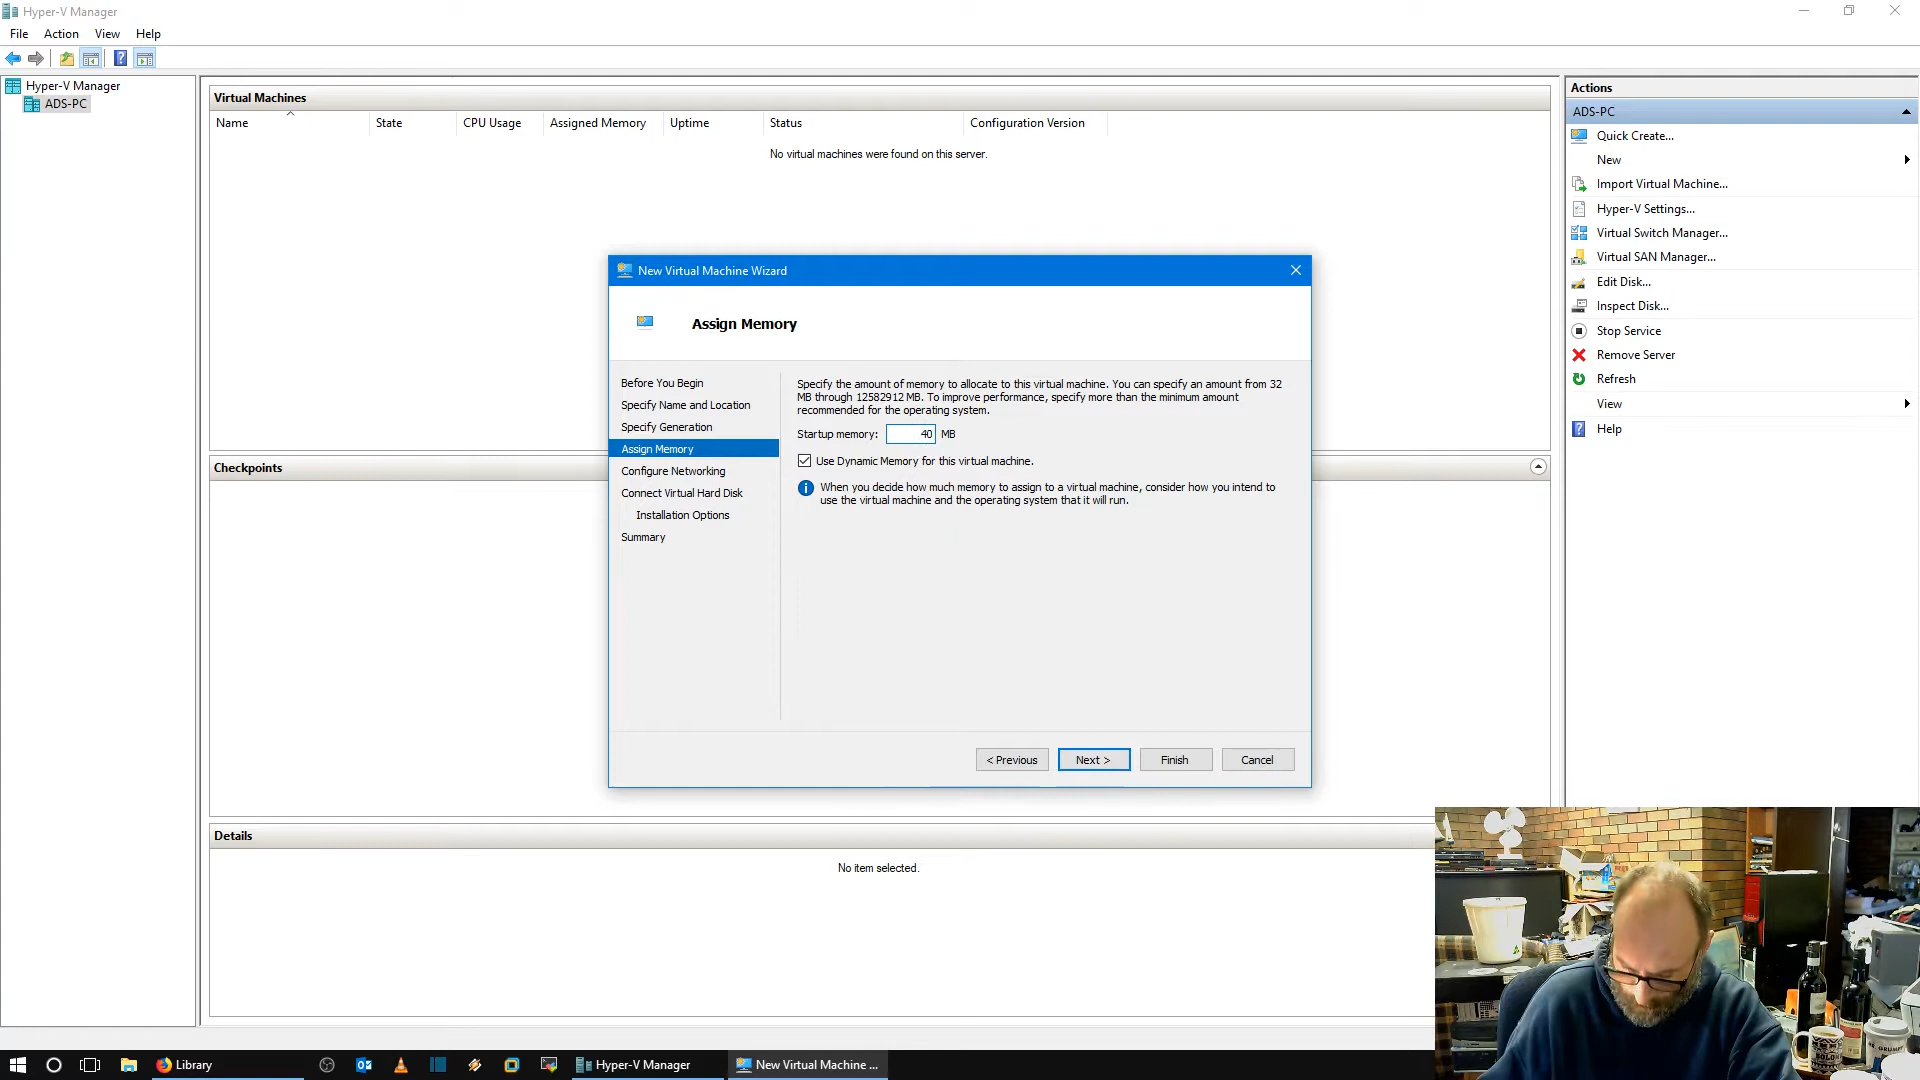 Hyper-V Manager
File Action View Help
Hyper-V Manager
ADS-PC
Virtual Machines
Name State CPU Usage Assigned Memory Uptime Status Configuration Version
No virtual machines were found on this server.
Checkpoints
Details
No item selected.
Actions
ADS-PC
Quick Create...
New
Import Virtual Machine...
Hyper-V Settings...
Virtual Switch Manager...
Virtual SAN Manager...
Edit Disk...
Inspect Disk...
Stop Service
Remove Server
Refresh
View
Help
New Virtual Machine Wizard
Assign Memory
Before You Begin
Specify Name and Location
Specify Generation
Assign Memory
Configure Networking
Connect Virtual Hard Disk
Installation Options
Summary
Specify the amount of memory to allocate to this virtual machine. You can specify an amount from 32
MB through 12582912 MB. To improve performance, specify more than the minimum amount
recommended for the operating system.
Startup memory: 40 MB
Use Dynamic Memory for this virtual machine.
When you decide how much memory to assign to a virtual machine, consider how you intend to
use the virtual machine and the operating system that it will run.
< Previous Next > Finish Cancel
Library Hyper-V Manager New Virtual Machine ...